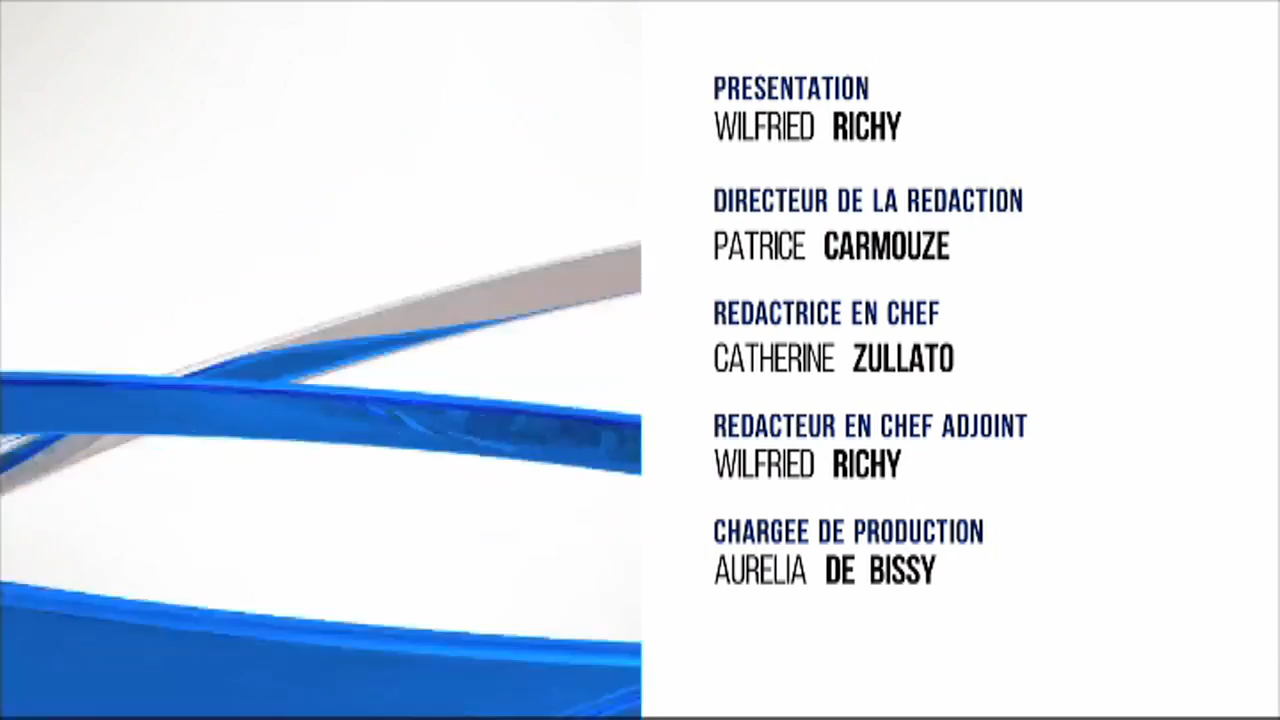 PRESENTATION
WILFRIED RICHY
DIRECTEUR DE LA REDACTION
PATRICE CARMOUZE
REDACTRICE EN CHEF
CATHERINE ZULLATO
REDACTEUR EN CHEF ADJOINT
WILFRIED RICHY
CHARGEE DE PRODUCTION
AURELIA DE BISSY